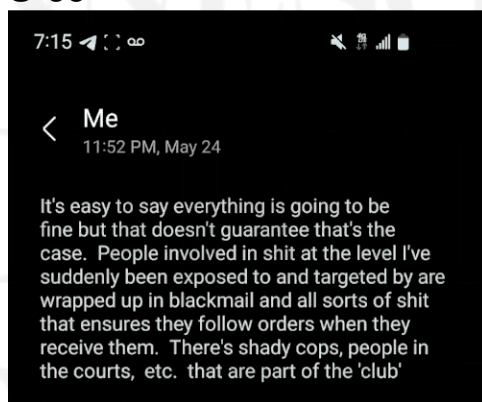 7:15
Me
11:52 PM, May 24
It's easy to say everything is going to be
fine but that doesn't guarantee that's the
case. People involved in shit at the level I've
suddenly been exposed to and targeted by are
wrapped up in blackmail and all sorts of shit
that ensures they follow orders when they
receive them. There's shady cops, people in
the courts, etc. that are part of the 'club'